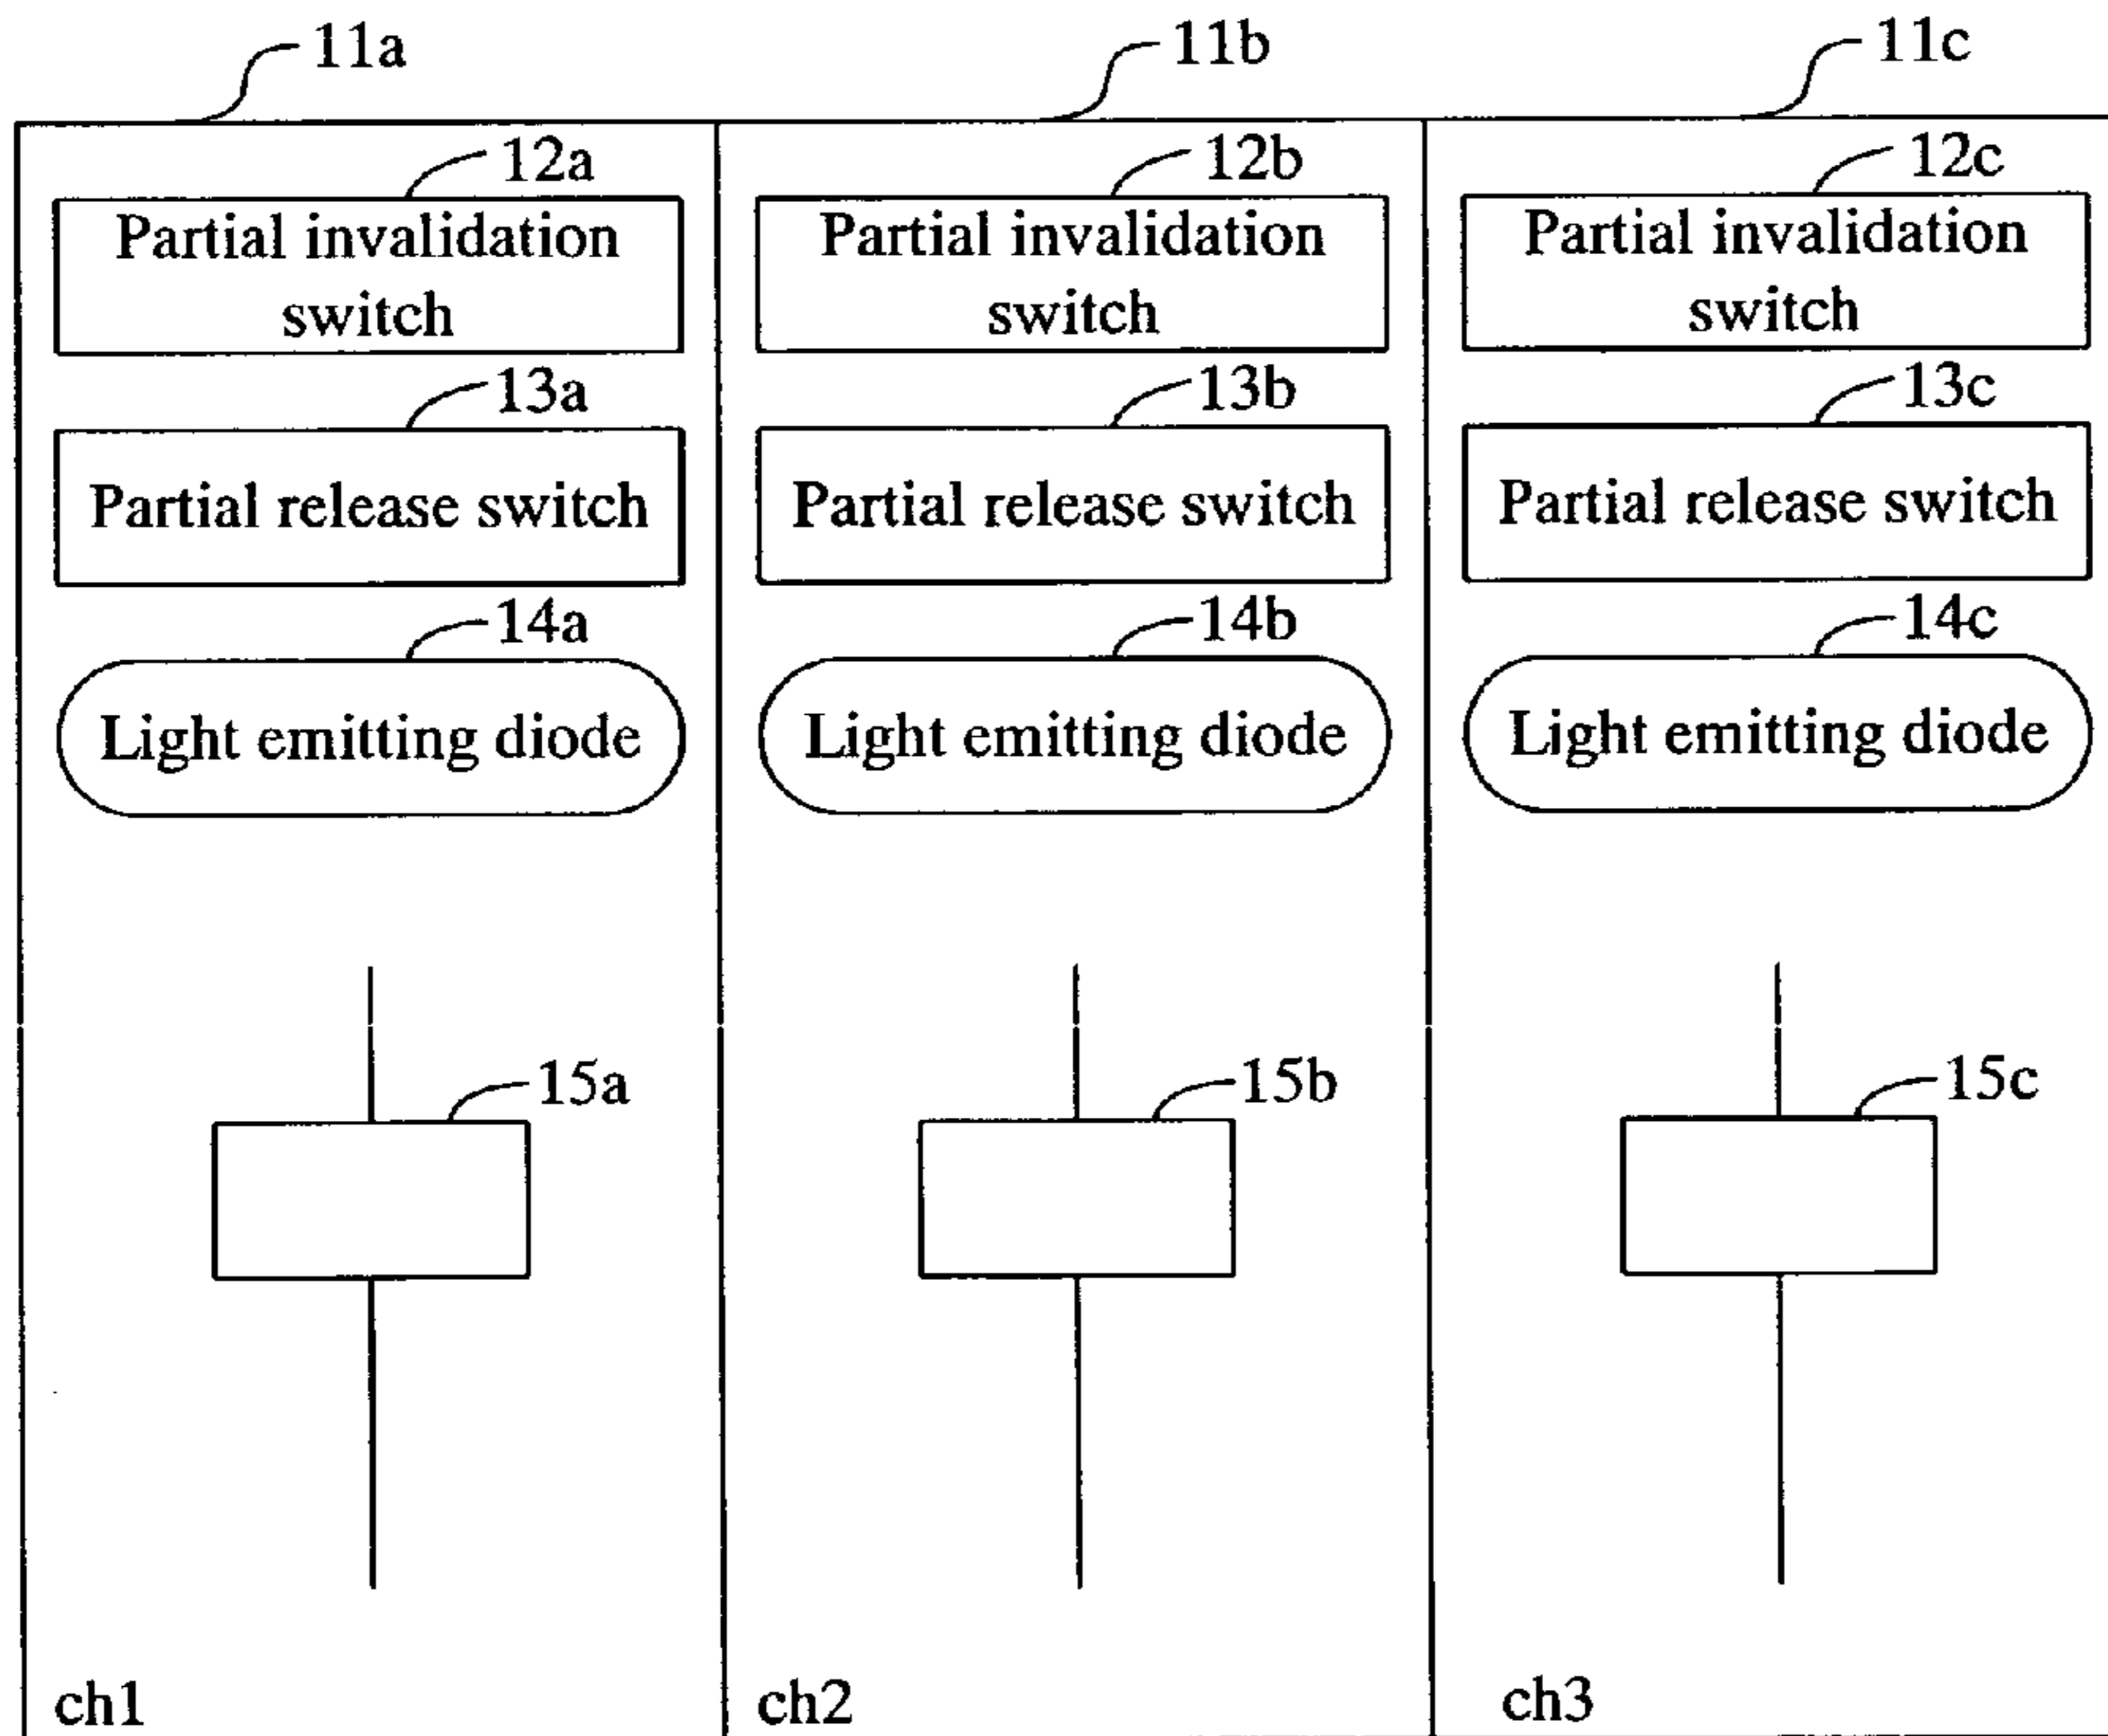 11a
11b
11c
12a
12b
12c
Partial invalidation
switch
Partial invalidation
switch
Partial invalidation
switch
13a
13b
13c
Partial release switch
Partial release switch
Partial release switch
14a
14b
14c
Light emitting diode
Light emitting diode
Light emitting diode
15a
15b
15c
ch1
ch2
ch3